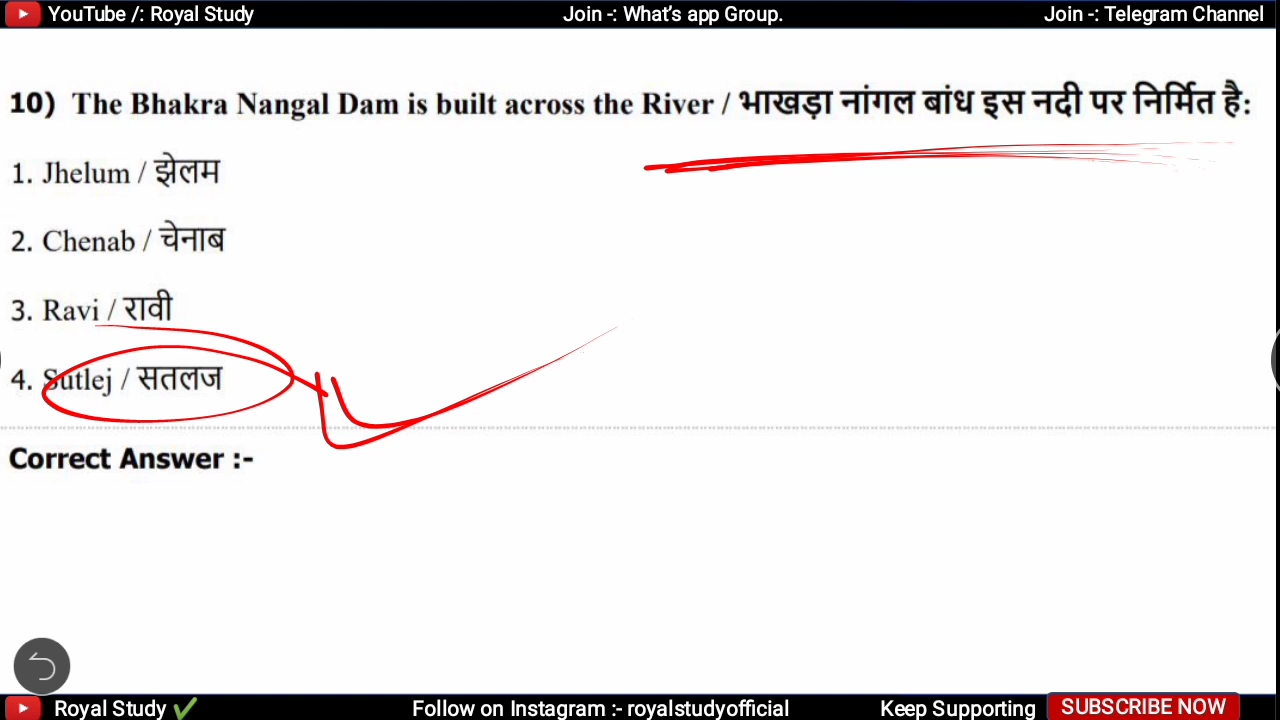 YouTube /: Royal Study Join -: What's app Group. Join -: Telegram Channel
10) The Bhakra Nangal Dam is built across the River / भाखड़ा नांगल बांध इस नदी पर निर्मित है:
1. Jhelum / झेलम
2. Chenab / चेनाब
3. Ravi / रावी
4. Sutlej / सतलज
Correct Answer :-
Royal Study Follow on Instagram :- royalstudyofficial Keep Supporting SUBSCRIBE NOW